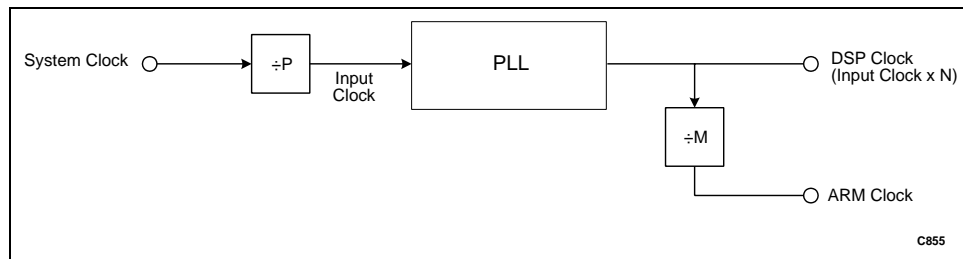 System Clock
÷P
Input
Clock
PLL
DSP Clock
(Input Clock x N)
÷M
ARM Clock
C855